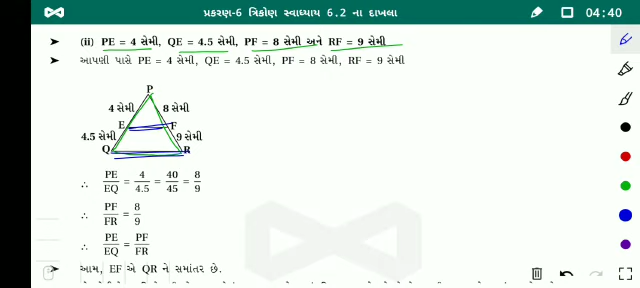 પ્રકરણ-6 ત્રિકોણ સ્વાધ્યાય 6.2 ના દાખલા
04:40
➤ (ii) PE = 4 સેમી, QE = 4.5 સેમી, PF = 8 સેમી અને RF = 9 સેમી
➤ આપણી પાસે PE = 4 સેમી, QE = 4.5 સેમી, PF = 8 સેમી, RF = 9 સેમી
P
4 સેમી 8 સેમી
E F
4.5 સેમી 9 સેમી
Q R
∴ PE/EQ = 4/4.5 = 40/45 = 8/9
∴ PF/FR = 8/9
∴ PE/EQ = PF/FR
➤ આમ, EF એ QR ને સમાંતર છે.